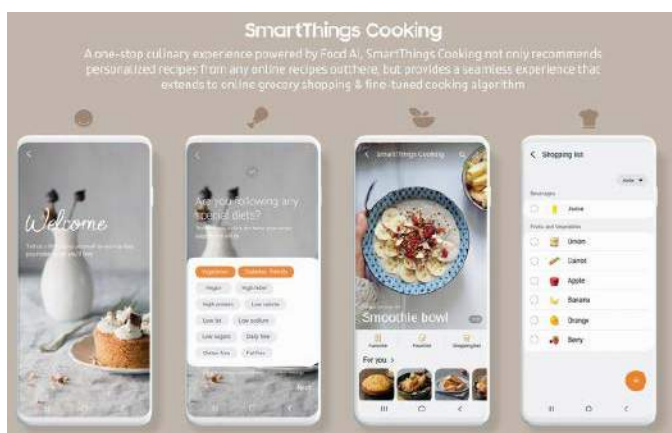 SmartThings Cooking
A one-stop culinary experience powered by Food AI, SmartThings Cooking not only recommends
personalized recipes from any online recipes out there, but provides a seamless experience that
extends to online grocery shopping & fine-tuned cooking algorithm
Welcome
Are you following any
special diets?
Vegetarian
Diabetes friendly
Vegan
High fiber
High protein
Low calorie
Low fat
Low sodium
Low sugars
Dairy free
Gluten free
Next
SmartThings Cooking
Smoothie bowl
Favorite
Shopping list
For you >
Shopping list
Beverages
Fruits and Vegetables
Onion
Carrot
Apple
Banana
Orange
Berry